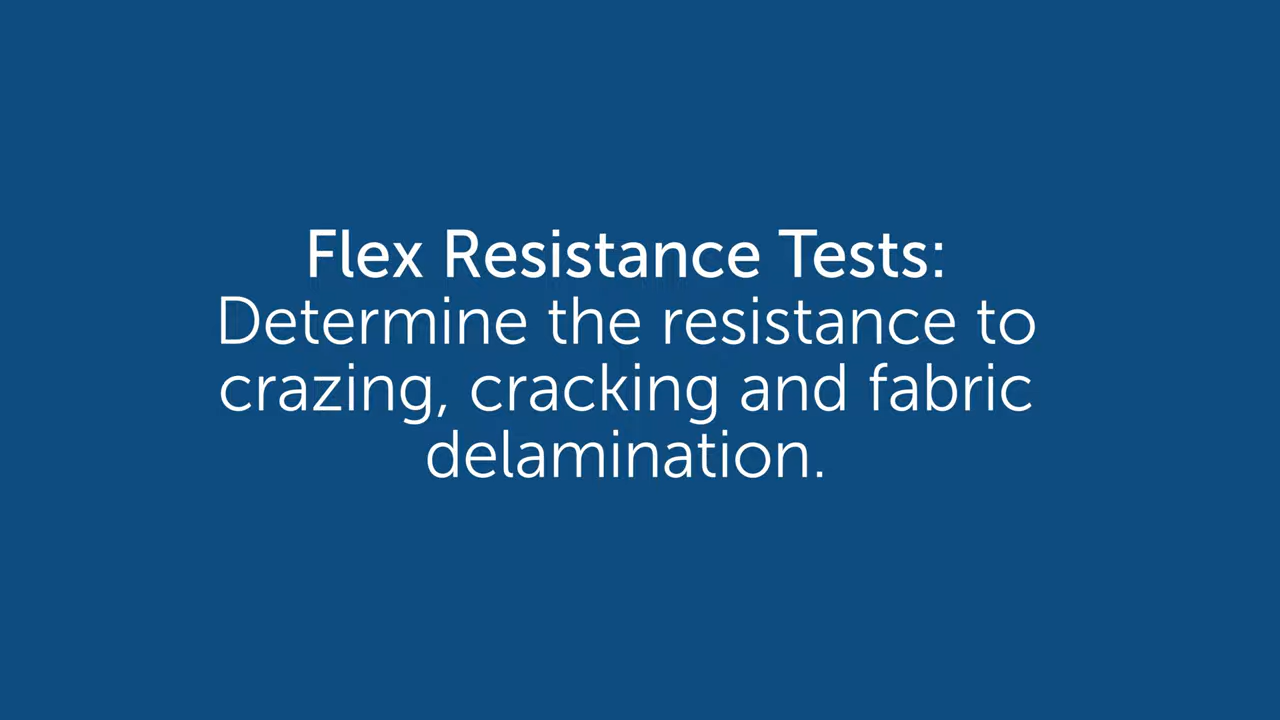 Flex Resistance Tests:
Determine the resistance to
crazing, cracking and fabric
delamination.